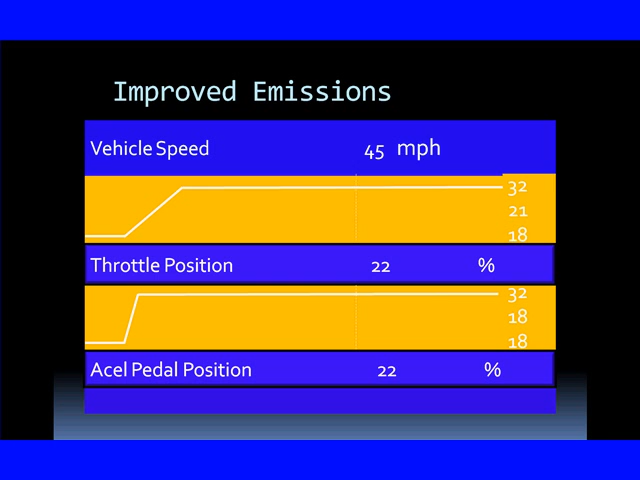 Improved Emissions
Vehicle Speed 45 mph
32
21
18
Throttle Position 22 %
32
18
18
Acel Pedal Position 22 %